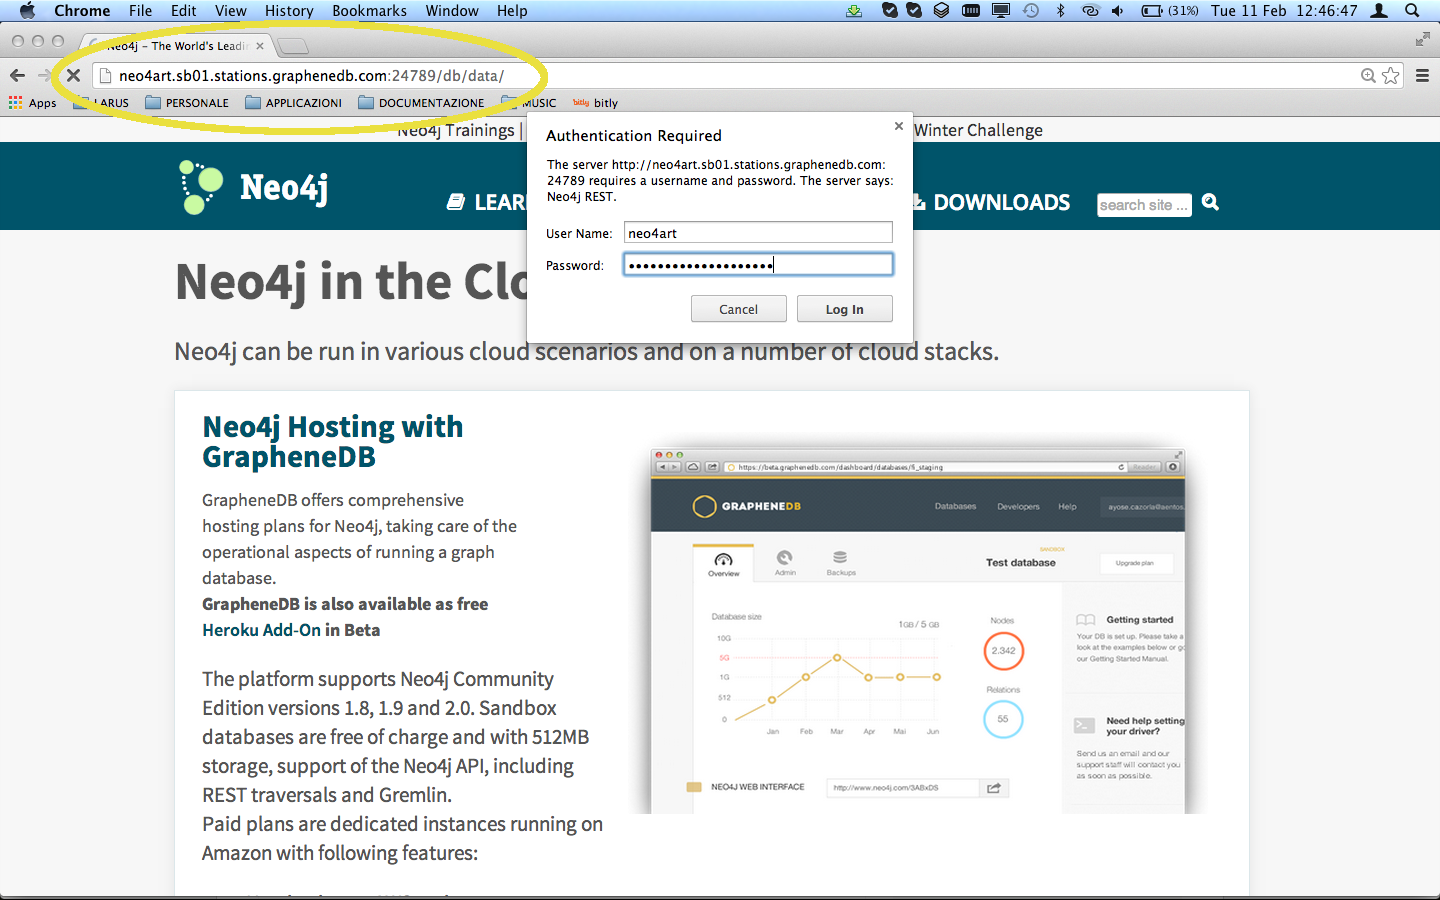 Chrome File Edit View History Bookmarks Window Help (31%) Tue 11 Feb 12:46:47
Neo4j – The World's Leadin
neo4art.sb01.stations.graphenedb.com:24789/db/data/
Apps LARUS PERSONALE APPLICAZIONI DOCUMENTAZIONE MUSIC bitly bitly
Neo4j Trainings | Winter Challenge
Authentication Required
The server http://neo4art.sb01.stations.graphenedb.com:
24789 requires a username and password. The server says:
Neo4j REST.
User Name: neo4art
Password: ••••••••••••••••••••
Cancel Log In
Neo4j LEAR DOWNLOADS search site ...
Neo4j in the Clo
Neo4j can be run in various cloud scenarios and on a number of cloud stacks.
Neo4j Hosting with
GrapheneDB
GrapheneDB offers comprehensive
hosting plans for Neo4j, taking care of the
operational aspects of running a graph
database.
GrapheneDB is also available as free
Heroku Add-On in Beta
The platform supports Neo4j Community
Edition versions 1.8, 1.9 and 2.0. Sandbox
databases are free of charge and with 512MB
storage, support of the Neo4j API, including
REST traversals and Gremlin.
Paid plans are dedicated instances running on
Amazon with following features:
https://beta.graphenedb.com/dashboard/databases/fi_staging Reader
GRAPHENEDB Databases Developers Help ayose.cazorla@aentos.
Overview Admin Backups
SANDBOX
Test database Upgrade plan
Database size 1GB / 5 GB
10G
5G
1G
512
0
Jan Feb Mar Apr Mai Jun
Nodes
2.342
Relations
55
Getting started
Your DB is set up. Please take a
look at the examples below or go
our Getting Started Manual.
Need help setting
your driver?
Send us an email and our
support staff will contact you
as soon as possible.
NEO4J WEB INTERFACE http://www.neo4j.com/3ABxDS